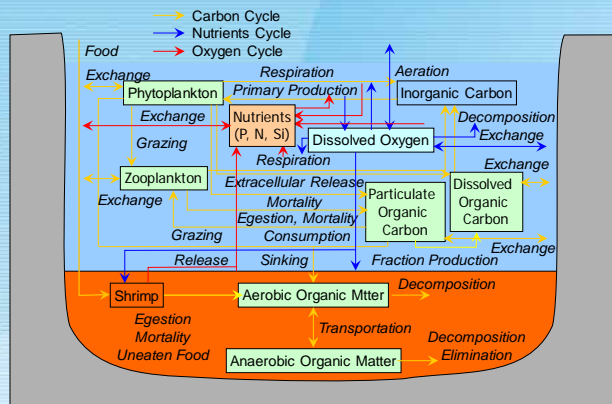 Carbon Cycle
Nutrients Cycle
Oxygen Cycle
Food
Exchange
Respiration
Aeration
Phytoplankton
Primary Production
Inorganic Carbon
Exchange
Nutrients
(P, N, Si)
Decomposition
Dissolved Oxygen
Exchange
Grazing
Respiration
Exchange
Zooplankton
Extracellular Release
Particulate
Organic
Carbon
Dissolved
Organic
Carbon
Exchange
Mortality
Egestion, Mortality
Grazing
Consumption
Exchange
Release
Sinking
Fraction Production
Shrimp
Aerobic Organic Mtter
Decomposition
Egestion
Mortality
Uneaten Food
Transportation
Anaerobic Organic Matter
Decomposition
Elimination